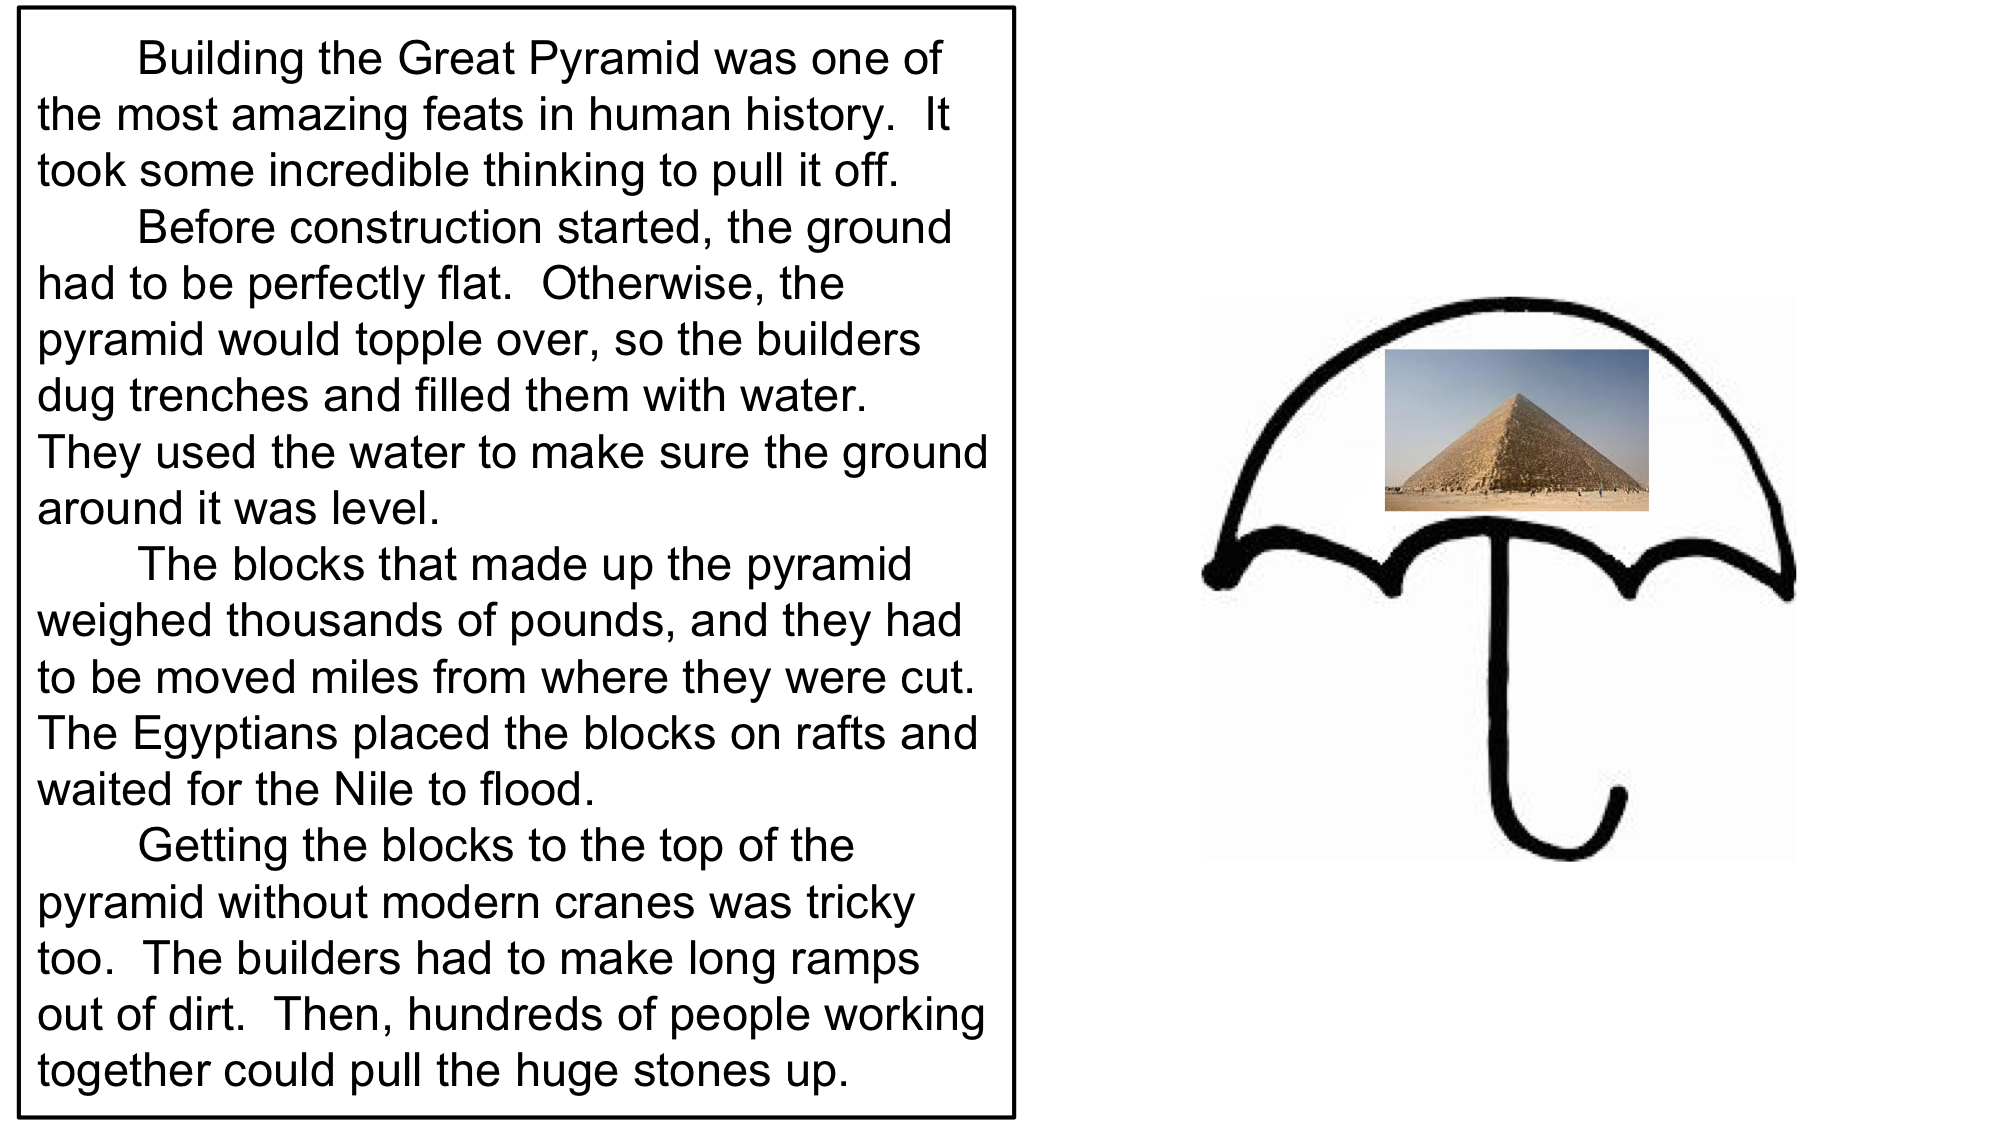 Building the Great Pyramid was one of
the most amazing feats in human history.  It
took some incredible thinking to pull it off.
Before construction started, the ground
had to be perfectly flat.  Otherwise, the
pyramid would topple over, so the builders
dug trenches and filled them with water.
They used the water to make sure the ground
around it was level.
The blocks that made up the pyramid
weighed thousands of pounds, and they had
to be moved miles from where they were cut.
The Egyptians placed the blocks on rafts and
waited for the Nile to flood.
Getting the blocks to the top of the
pyramid without modern cranes was tricky
too.  The builders had to make long ramps
out of dirt.  Then, hundreds of people working
together could pull the huge stones up.